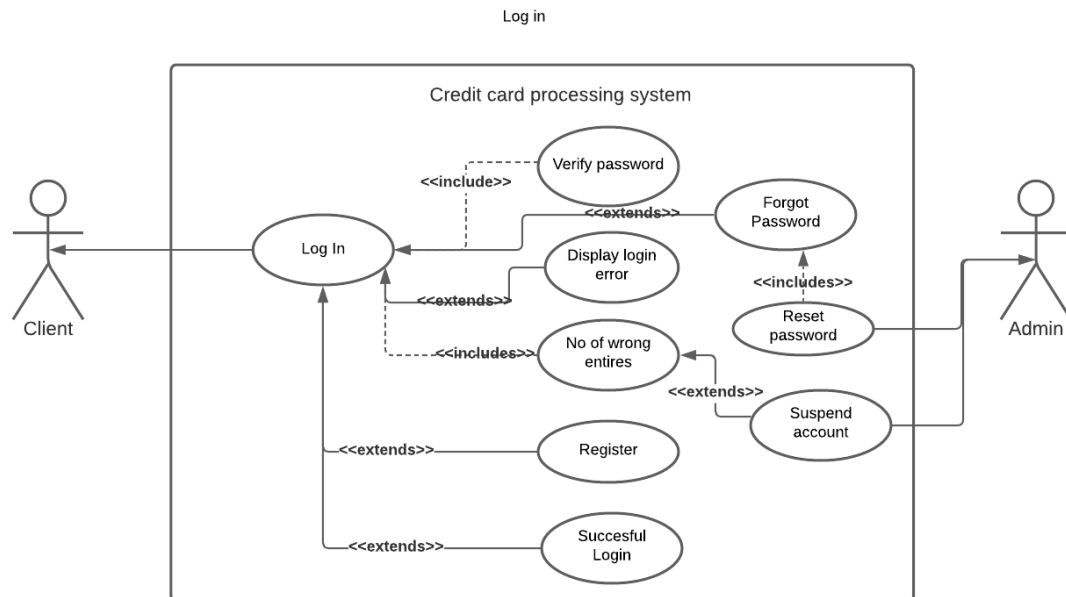 Log in
Credit card processing system
Verify password
<<include>>
Forgot
Password
<<extends>>
Log In
Display login
error
<<extends>>
<<includes>>
Reset
password
Client
Admin
No of wrong
entires
<<includes>>
<<extends>>
Suspend
account
Register
<<extends>>
Succesful
Login
<<extends>>